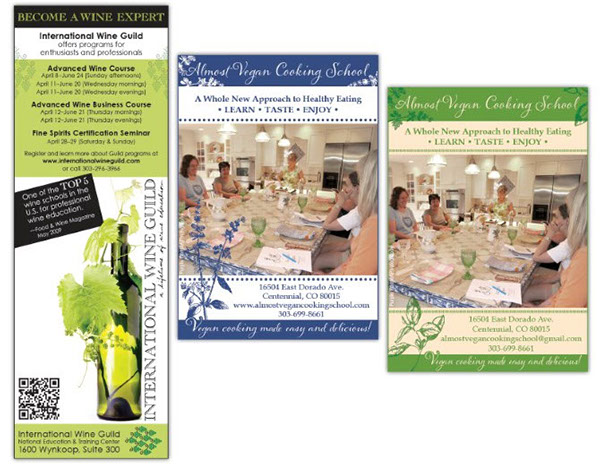 BECOME A WINE EXPERT
International Wine Guild
offers programs for
enthusiasts and professionals
Advanced Wine Course
April 8-June 24 (Sunday afternoons)
April 11-June 20 (Wednesday mornings)
April 11-June 20 (Wednesday evenings)
Advanced Wine Business Course
April 12-June 21 (Thursday mornings)
April 12-June 21 (Thursday evenings)
Fine Spirits Certification Seminar
April 28-29 (Saturday & Sunday)
Register and learn more about Guild programs at
www.internationalwineguild.com
or call 303-296-3966
One of the TOP 5
wine schools in the
U.S. for professional
wine education.
—Food & Wine Magazine
May 2009
INTERNATIONAL WINE GUILD
a lifetime of wine education
International Wine Guild
National Education & Training Center
1600 Wynkoop, Suite 300
Almost Vegan Cooking School
A Whole New Approach to Healthy Eating
• LEARN • TASTE • ENJOY •
16504 East Dorado Ave.
Centennial, CO 80015
www.almostvegancookingschool.com
303-699-8661
Vegan cooking made easy and delicious!
Almost Vegan Cooking School
A Whole New Approach to Healthy Eating
• LEARN • TASTE • ENJOY •
16504 East Dorado Ave.
Centennial, CO 80015
303-699-8661
almostvegancookingschool@gmail.com
Vegan cooking made easy and delicious!